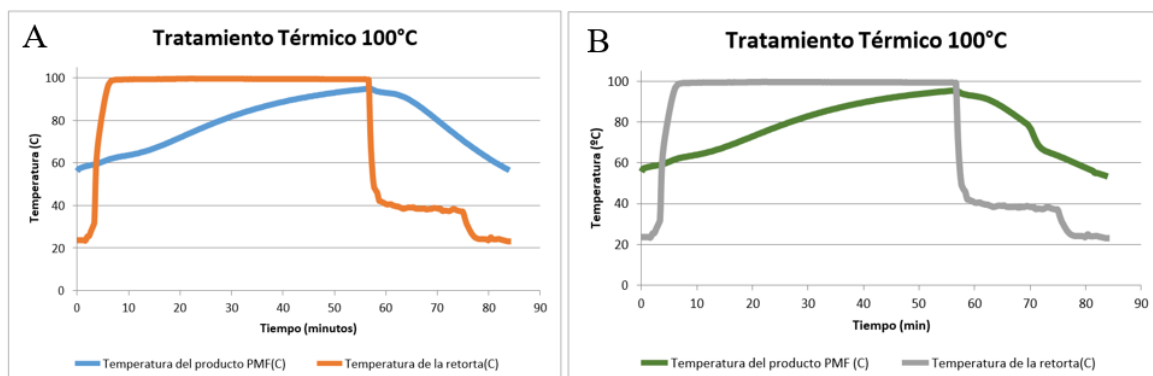 A
Tratamiento Térmico 100°C
Temperatura (C)
100
80
60
40
20
0
0 10 20 30 40 50 60 70 80 90
Tiempo (minutos)
Temperatura del producto PMF(C) Temperatura de la retorta(C)
B
Tratamiento Térmico 100°C
Temperatura (ºC)
100
80
60
40
20
0
0 10 20 30 40 50 60 70 80 90
Tiempo (min)
Temperatura del producto PMF (C) Temperatura de la retorta(C)